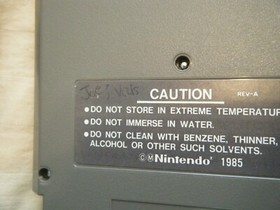 CAUTION
REV-A
●DO NOT STORE IN EXTREME TEMPERATUR
●DO NOT IMMERSE IN WATER.
●DO NOT CLEAN WITH BENZENE, THINNER,
ALCOHOL OR OTHER SUCH SOLVENTS.
©M Nintendo® 1985